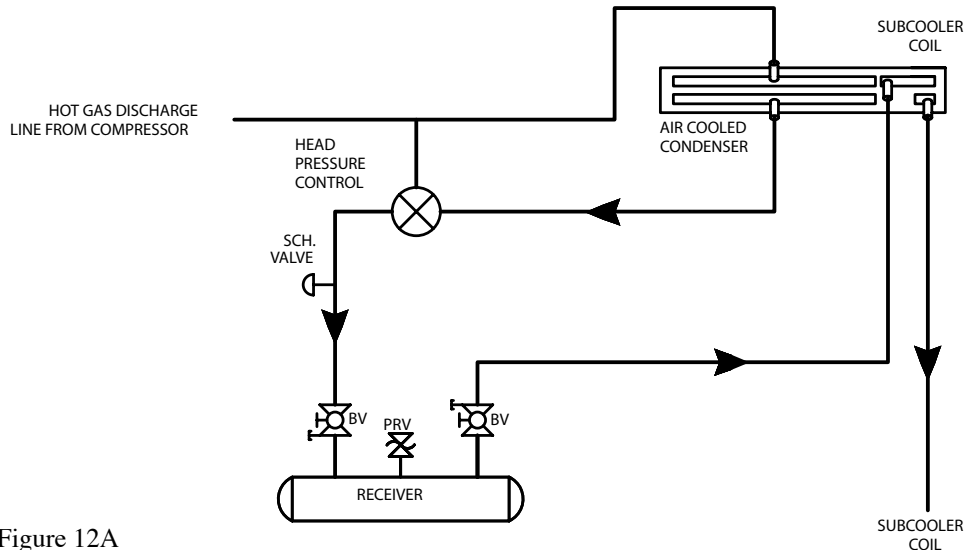 SUBCOOLER
COIL
HOT GAS DISCHARGE
LINE FROM COMPRESSOR
HEAD
PRESSURE
CONTROL
AIR COOLED
CONDENSER
SCH.
VALVE
BV
PRV
BV
RECEIVER
Figure 12A
SUBCOOLER
COIL